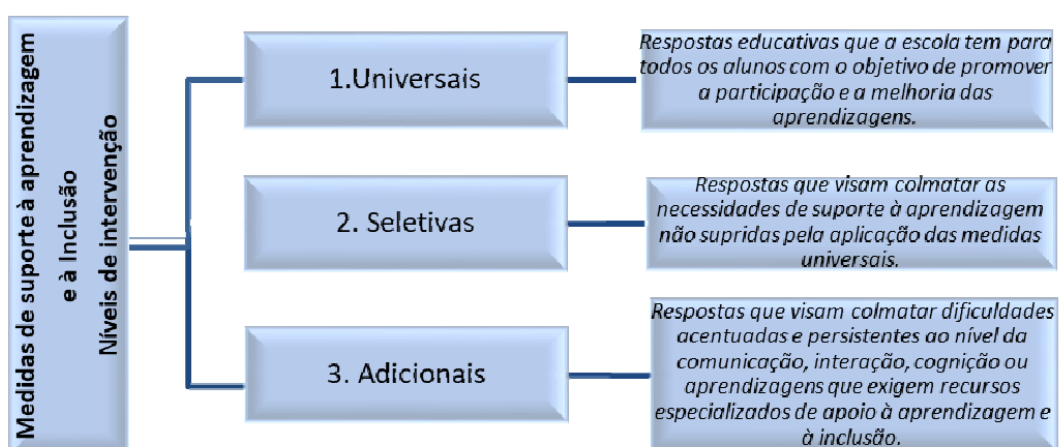 Medidas de suporte à aprendizagem
e à Inclusão
Níveis de intervenção
1.Universais
Respostas educativas que a escola tem para
todos os alunos com o objetivo de promover
a participação e a melhoria das
aprendizagens.
2. Seletivas
Respostas que visam colmatar as
necessidades de suporte à aprendizagem
não supridas pela aplicação das medidas
universais.
3. Adicionais
Respostas que visam colmatar dificuldades
acentuadas e persistentes ao nível da
comunicação, interação, cognição ou
aprendizagens que exigem recursos
especializados de apoio à aprendizagem e
à inclusão.